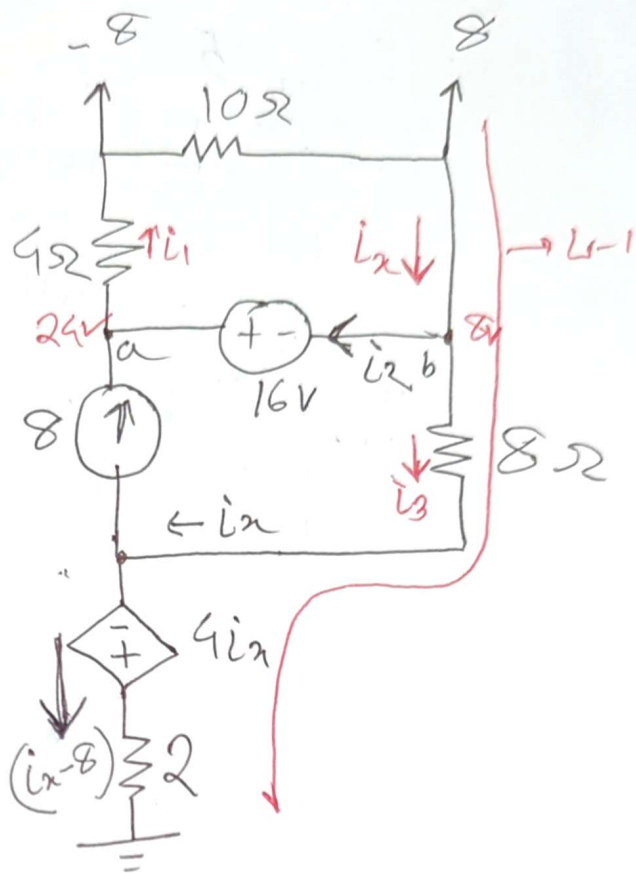 -8
8
10Ω
4Ω
i1
ix
L-1
24V
a
+ -
i2
b
8V
16V
8
8Ω
i3
← ix
-
+
4ix
(ix-8)
2